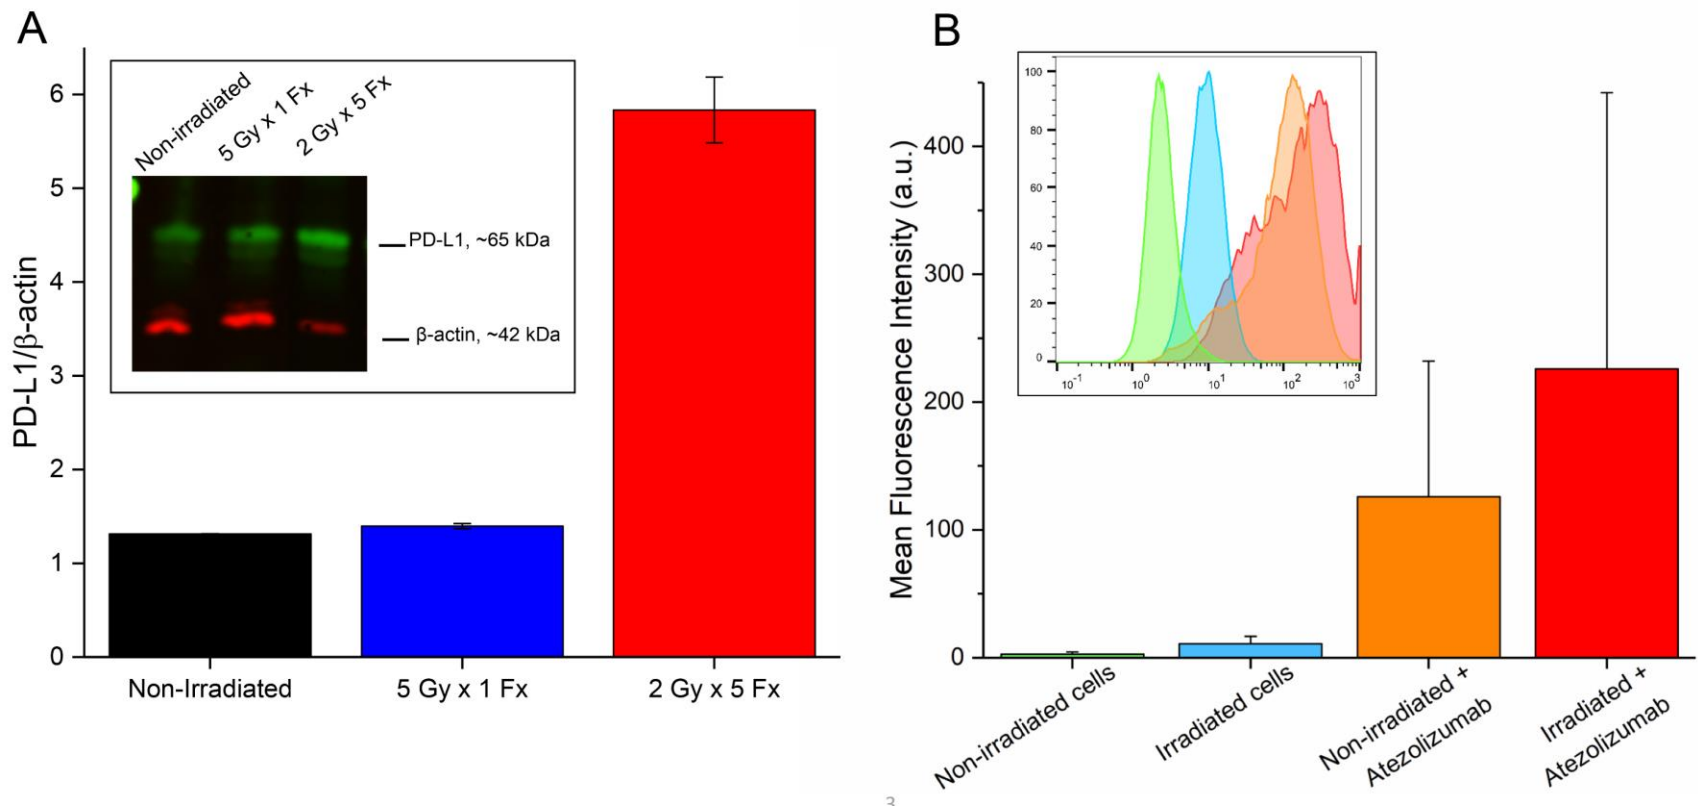 A
PD-L1/β-actin
6
5
4
3
2
1
0
Non-irradiated
5 Gy x 1 Fx
2 Gy x 5 Fx
PD-L1, ~65 kDa
β-actin, ~42 kDa
Non-Irradiated
5 Gy x 1 Fx
2 Gy x 5 Fx
B
Mean Fluorescence Intensity (a.u.)
400
300
200
100
0
100
80
60
40
20
0
10-1
100
101
102
103
Non-irradiated cells
Irradiated cells
Non-irradiated +
Atezolizumab
Irradiated +
Atezolizumab
3